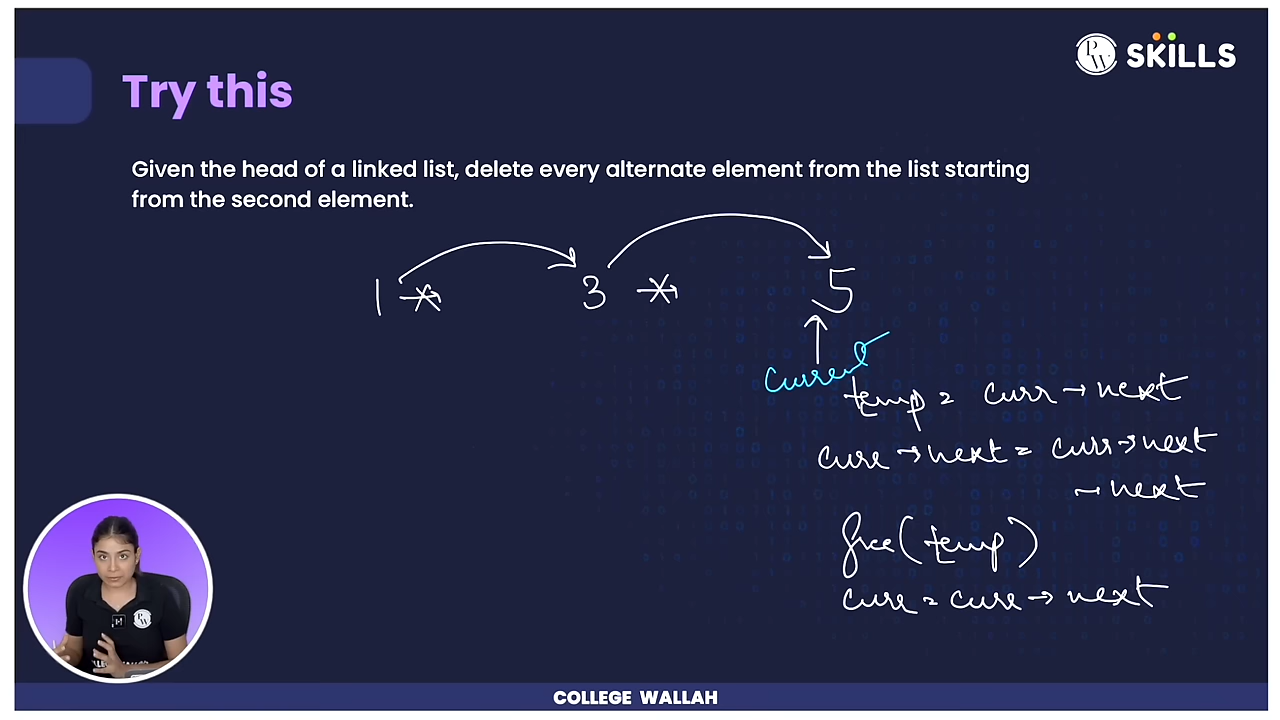 PW SKILLS
Try this
Given the head of a linked list, delete every alternate element from the list starting
from the second element.
1 → 3 → 5
Current
temp = curr → next
curr → next = curr → next
→ next
free(temp)
curr = curr → next
COLLEGE WALLAH